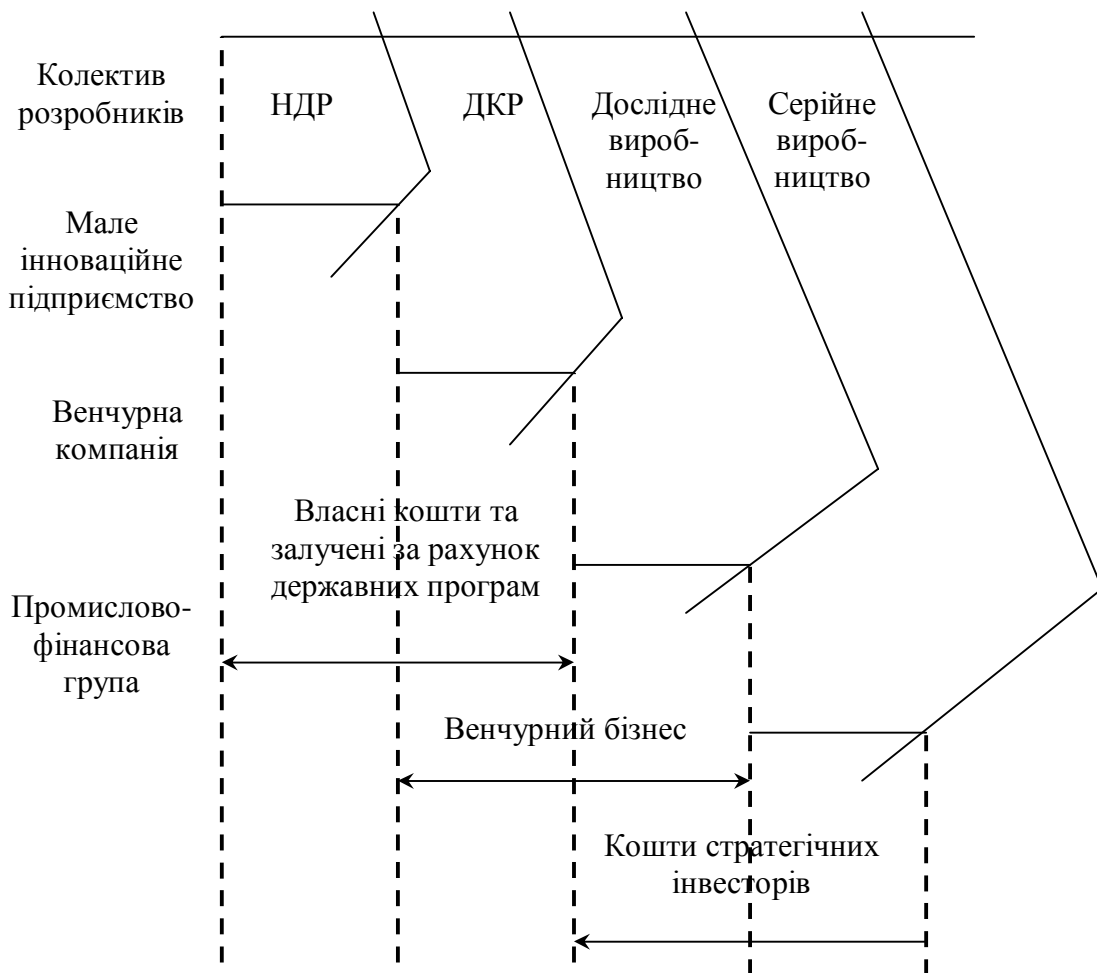 Колектив
розробників
НДР
ДКР
Дослідне
вироб-
ництво
Серійне
вироб-
ництво
Мале
інноваційне
підприємство
Венчурна
компанія
Власні кошти та
залучені за рахунок
державних програм
Промислово-
фінансова
група
Венчурний бізнес
Кошти стратегічних
інвесторів